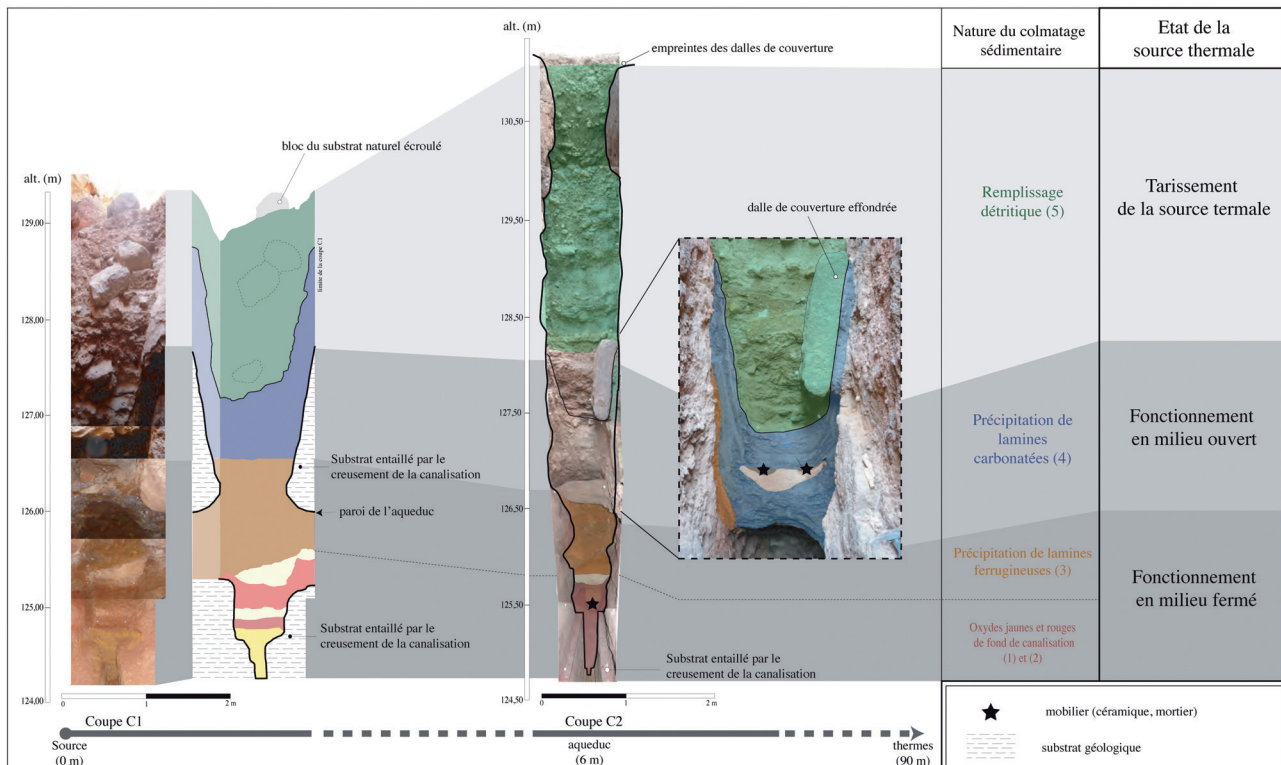 alt. (m)
129,00
128,00
127,00
126,00
125,00
124,00
bloc du substrat naturel écroulé
limite de la coupe C1
Substrat entaillé par le
creusement de la canalisation
paroi de l’aqueduc
Substrat entaillé par le
creusement de la canalisation
0
1
2 m
Coupe C1
alt. (m)
130,50
129,50
128,50
127,50
126,50
125,50
124,50
empreintes des dalles de couverture
dalle de couverture effondrée
Substrat entaillé par le
creusement de la canalisation
0
1
2 m
Coupe C2
Source
(0 m)
aqueduc
(6 m)
thermes
(90 m)
Nature du colmatage
sédimentaire
Remplissage
détritique (5)
Précipitation de
lamines
carbonatées (4)
Précipitation de lamines
ferrugineuses (3)
Oxydes jaunes et rouges
de fond de canalisation
(1) et (2)
Etat de la
source thermale
Tarissement
de la source termale
Fonctionnement
en milieu ouvert
Fonctionnement
en milieu fermé
mobilier (céramique, mortier)
substrat géologique